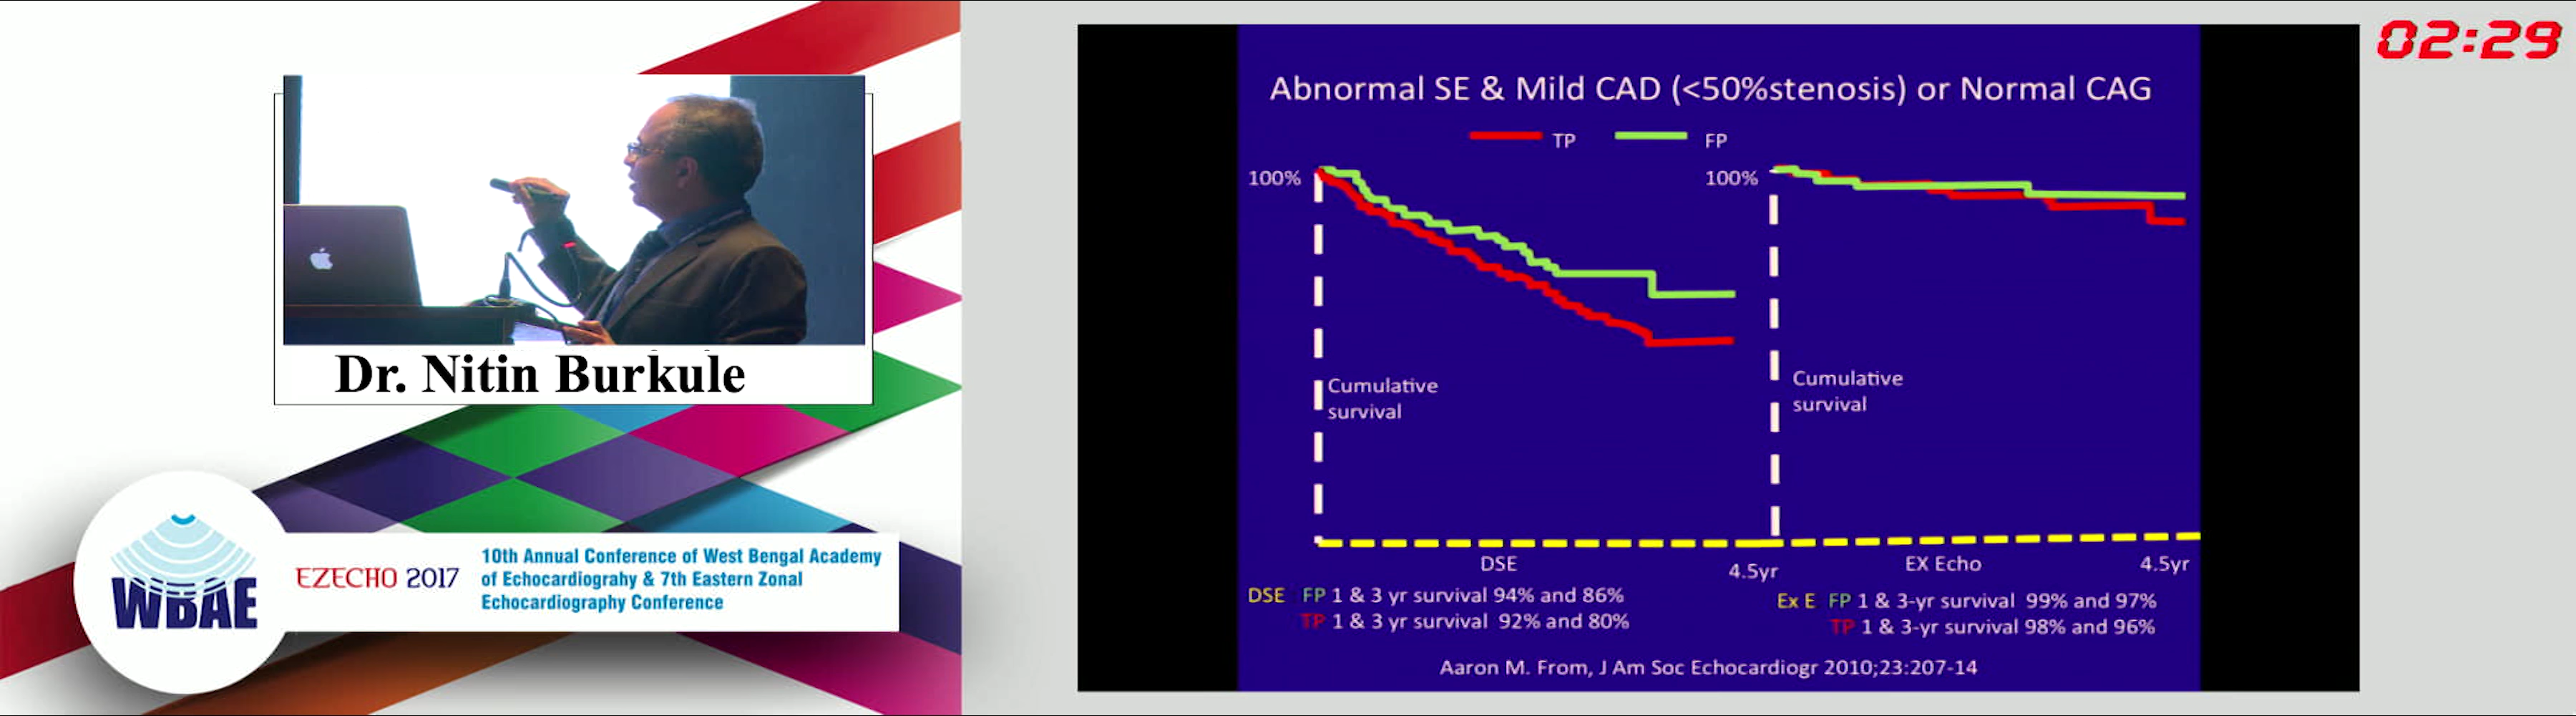 Dr. Nitin Burkule
WBAE
EZECHO 2017
10th Annual Conference of West Bengal Academy
of Echocardiograhy & 7th Eastern Zonal
Echocardiography Conference
02:29
Abnormal SE & Mild CAD (<50%stenosis) or Normal CAG
TP FP
100%
100%
Cumulative
survival
Cumulative
survival
DSE
4.5yr
EX Echo
4.5yr
DSE FP 1 & 3 yr survival 94% and 86%
TP 1 & 3 yr survival 92% and 80%
Ex E FP 1 & 3-yr survival 99% and 97%
TP 1 & 3-yr survival 98% and 96%
Aaron M. From, J Am Soc Echocardiogr 2010;23:207-14